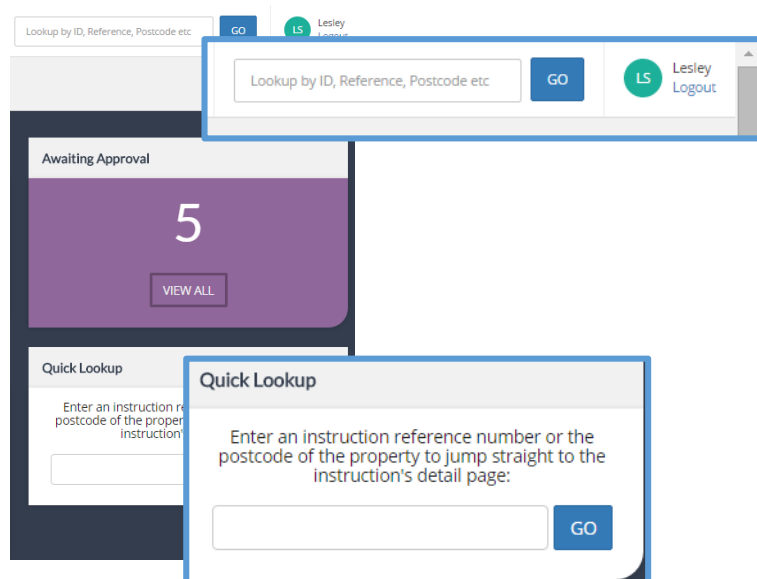 Lookup by ID, Reference, Postcode etc
GO
LS
Lesley
Logout
Lookup by ID, Reference, Postcode etc
GO
LS
Lesley
Logout
Awaiting Approval
5
VIEW ALL
Quick Lookup
Enter an instruction
postcode of the
instruction'
Quick Lookup
Enter an instruction reference number or the
postcode of the property to jump straight to the
instruction's detail page:
GO